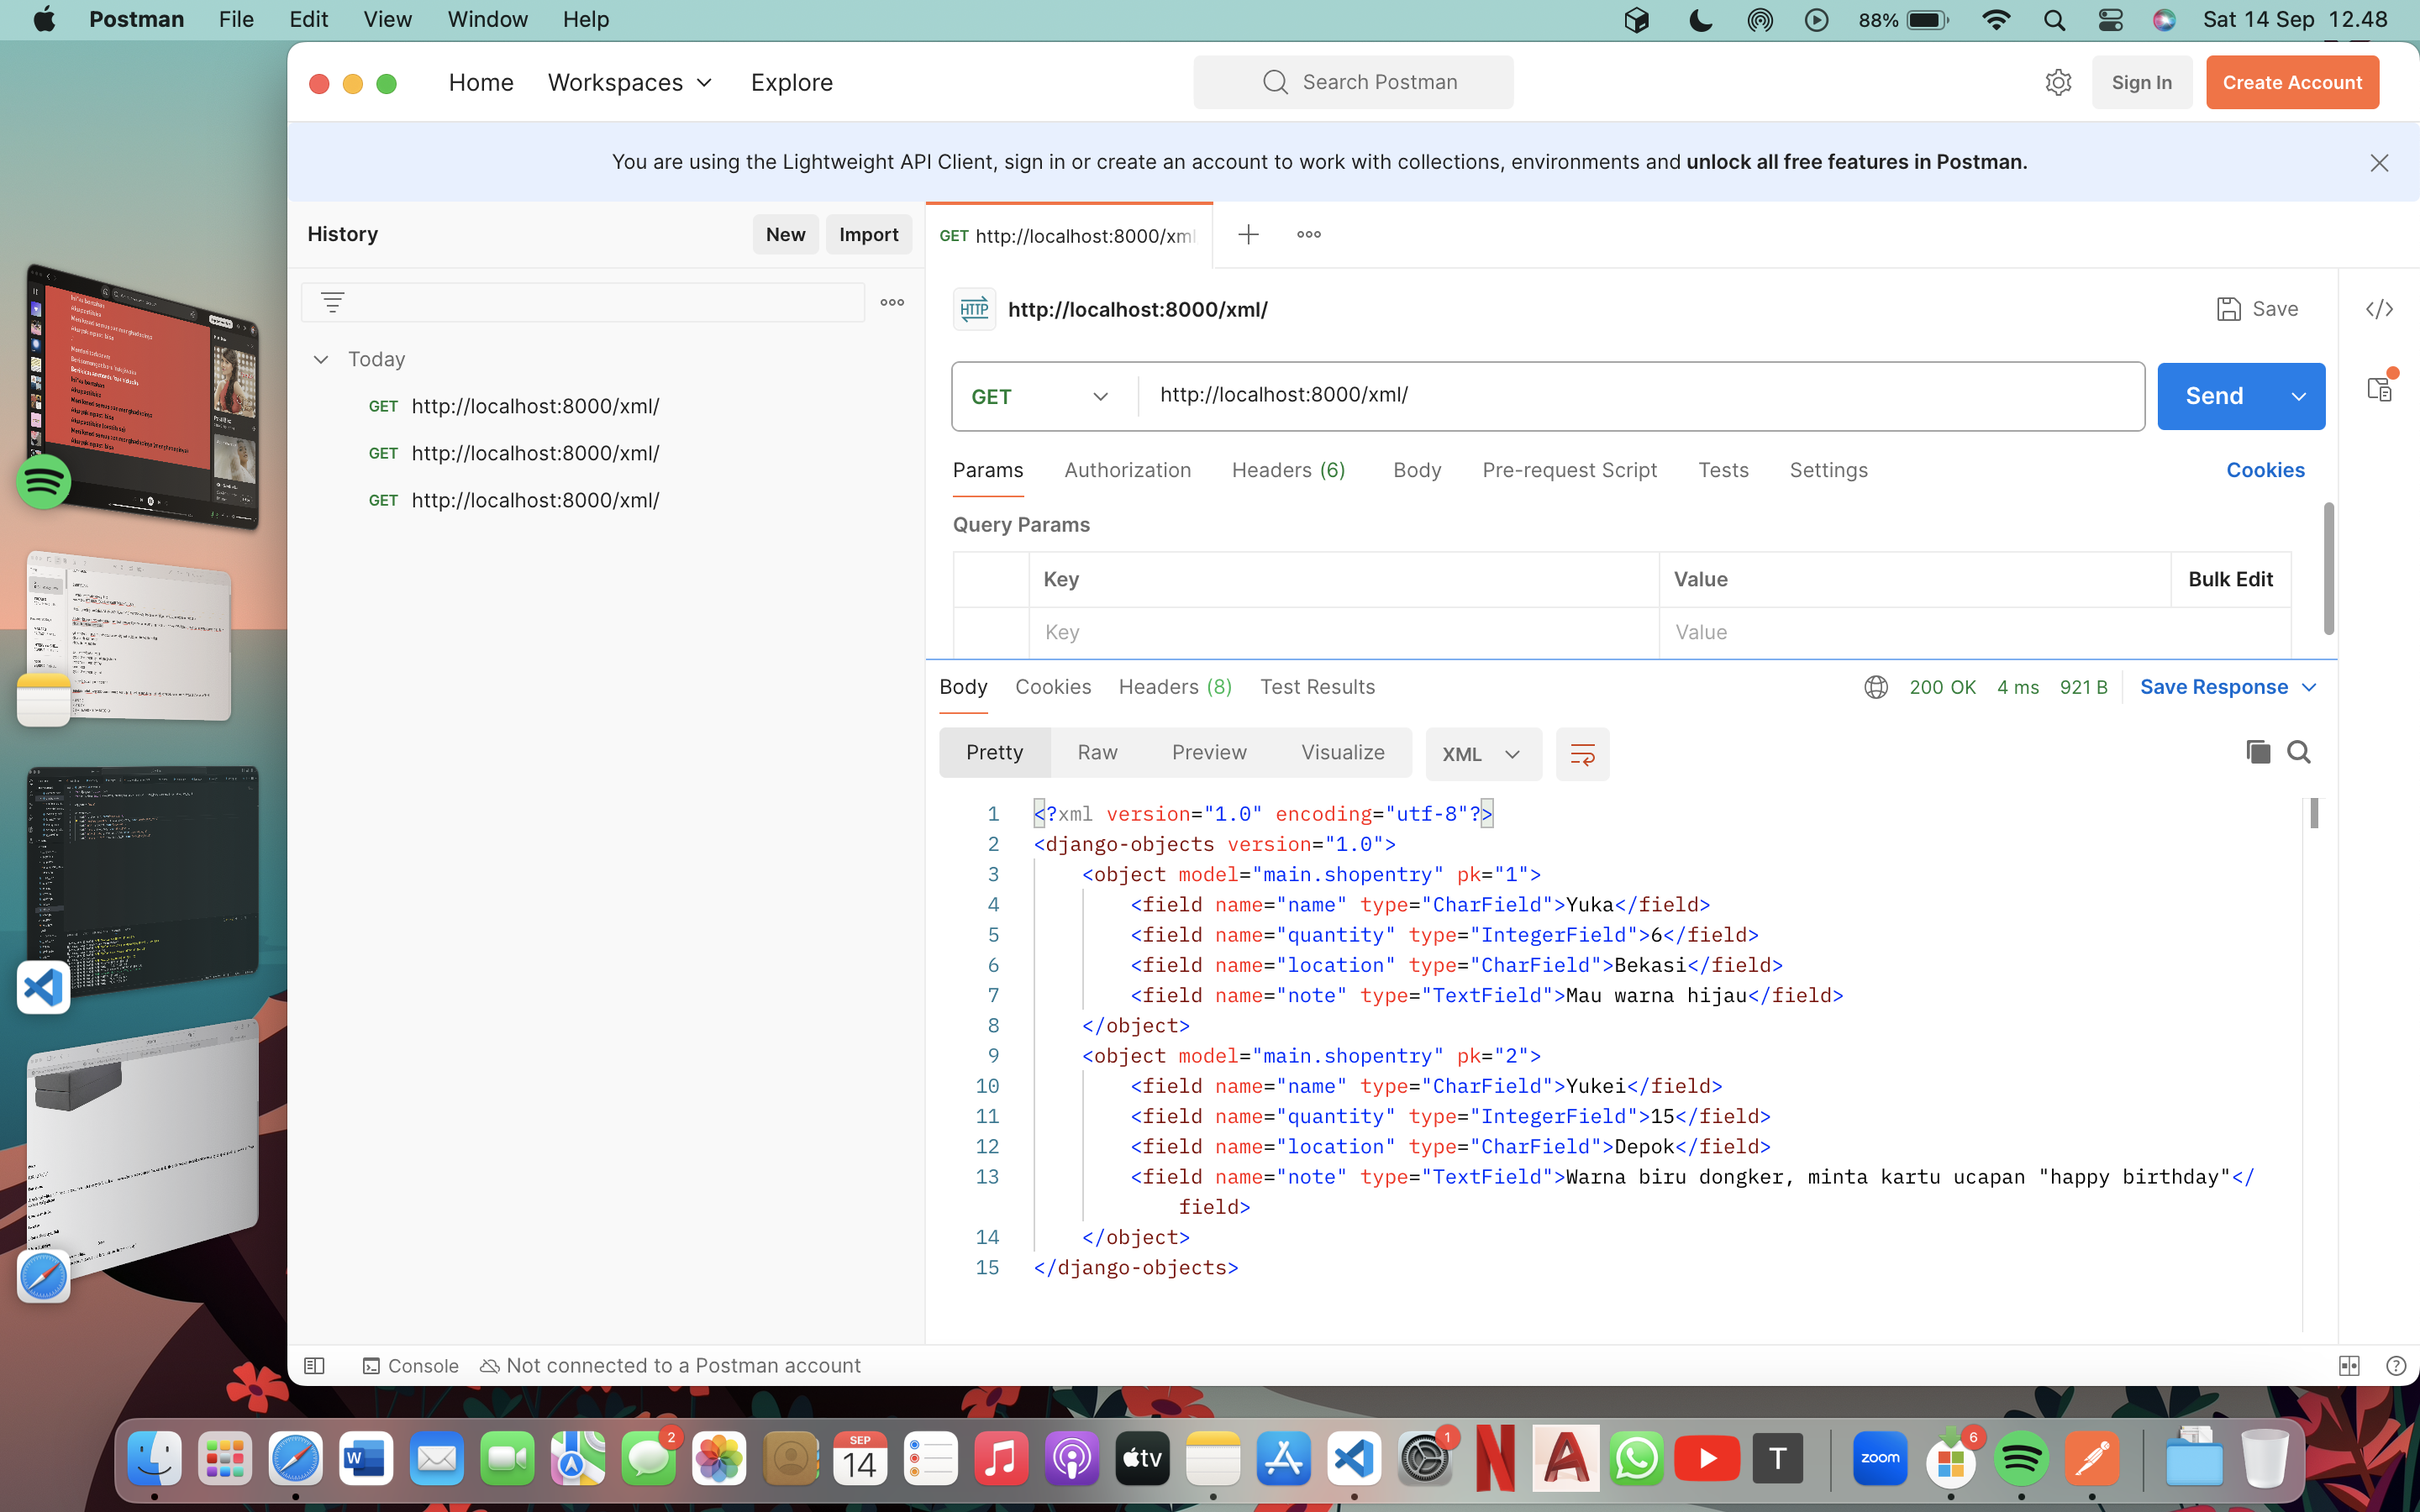 Postman File Edit View Window Help 88% Sat 14 Sep 12.48
Home Workspaces Explore Search Postman Sign In Create Account
You are using the Lightweight API Client, sign in or create an account to work with collections, environments and unlock all free features in Postman.
History New Import
GET http://localhost:8000/xml
Today
GET http://localhost:8000/xml/
GET http://localhost:8000/xml/
GET http://localhost:8000/xml/
HTTP http://localhost:8000/xml/ Save
GET http://localhost:8000/xml/ Send
Params Authorization Headers (6) Body Pre-request Script Tests Settings Cookies
Query Params
Key Value Bulk Edit
Key Value
Body Cookies Headers (8) Test Results 200 OK 4 ms 921 B Save Response
Pretty Raw Preview Visualize XML
1 <?xml version="1.0" encoding="utf-8"?>
2 <django-objects version="1.0">
3 <object model="main.shopentry" pk="1">
4 <field name="name" type="CharField">Yuka</field>
5 <field name="quantity" type="IntegerField">6</field>
6 <field name="location" type="CharField">Bekasi</field>
7 <field name="note" type="TextField">Mau warna hijau</field>
8 </object>
9 <object model="main.shopentry" pk="2">
10 <field name="name" type="CharField">Yukei</field>
11 <field name="quantity" type="IntegerField">15</field>
12 <field name="location" type="CharField">Depok</field>
13 <field name="note" type="TextField">Warna biru dongker, minta kartu ucapan "happy birthday"</
field>
14 </object>
15 </django-objects>
Console Not connected to a Postman account
W 2 SEP 14 tv 1 N A T zoom 6